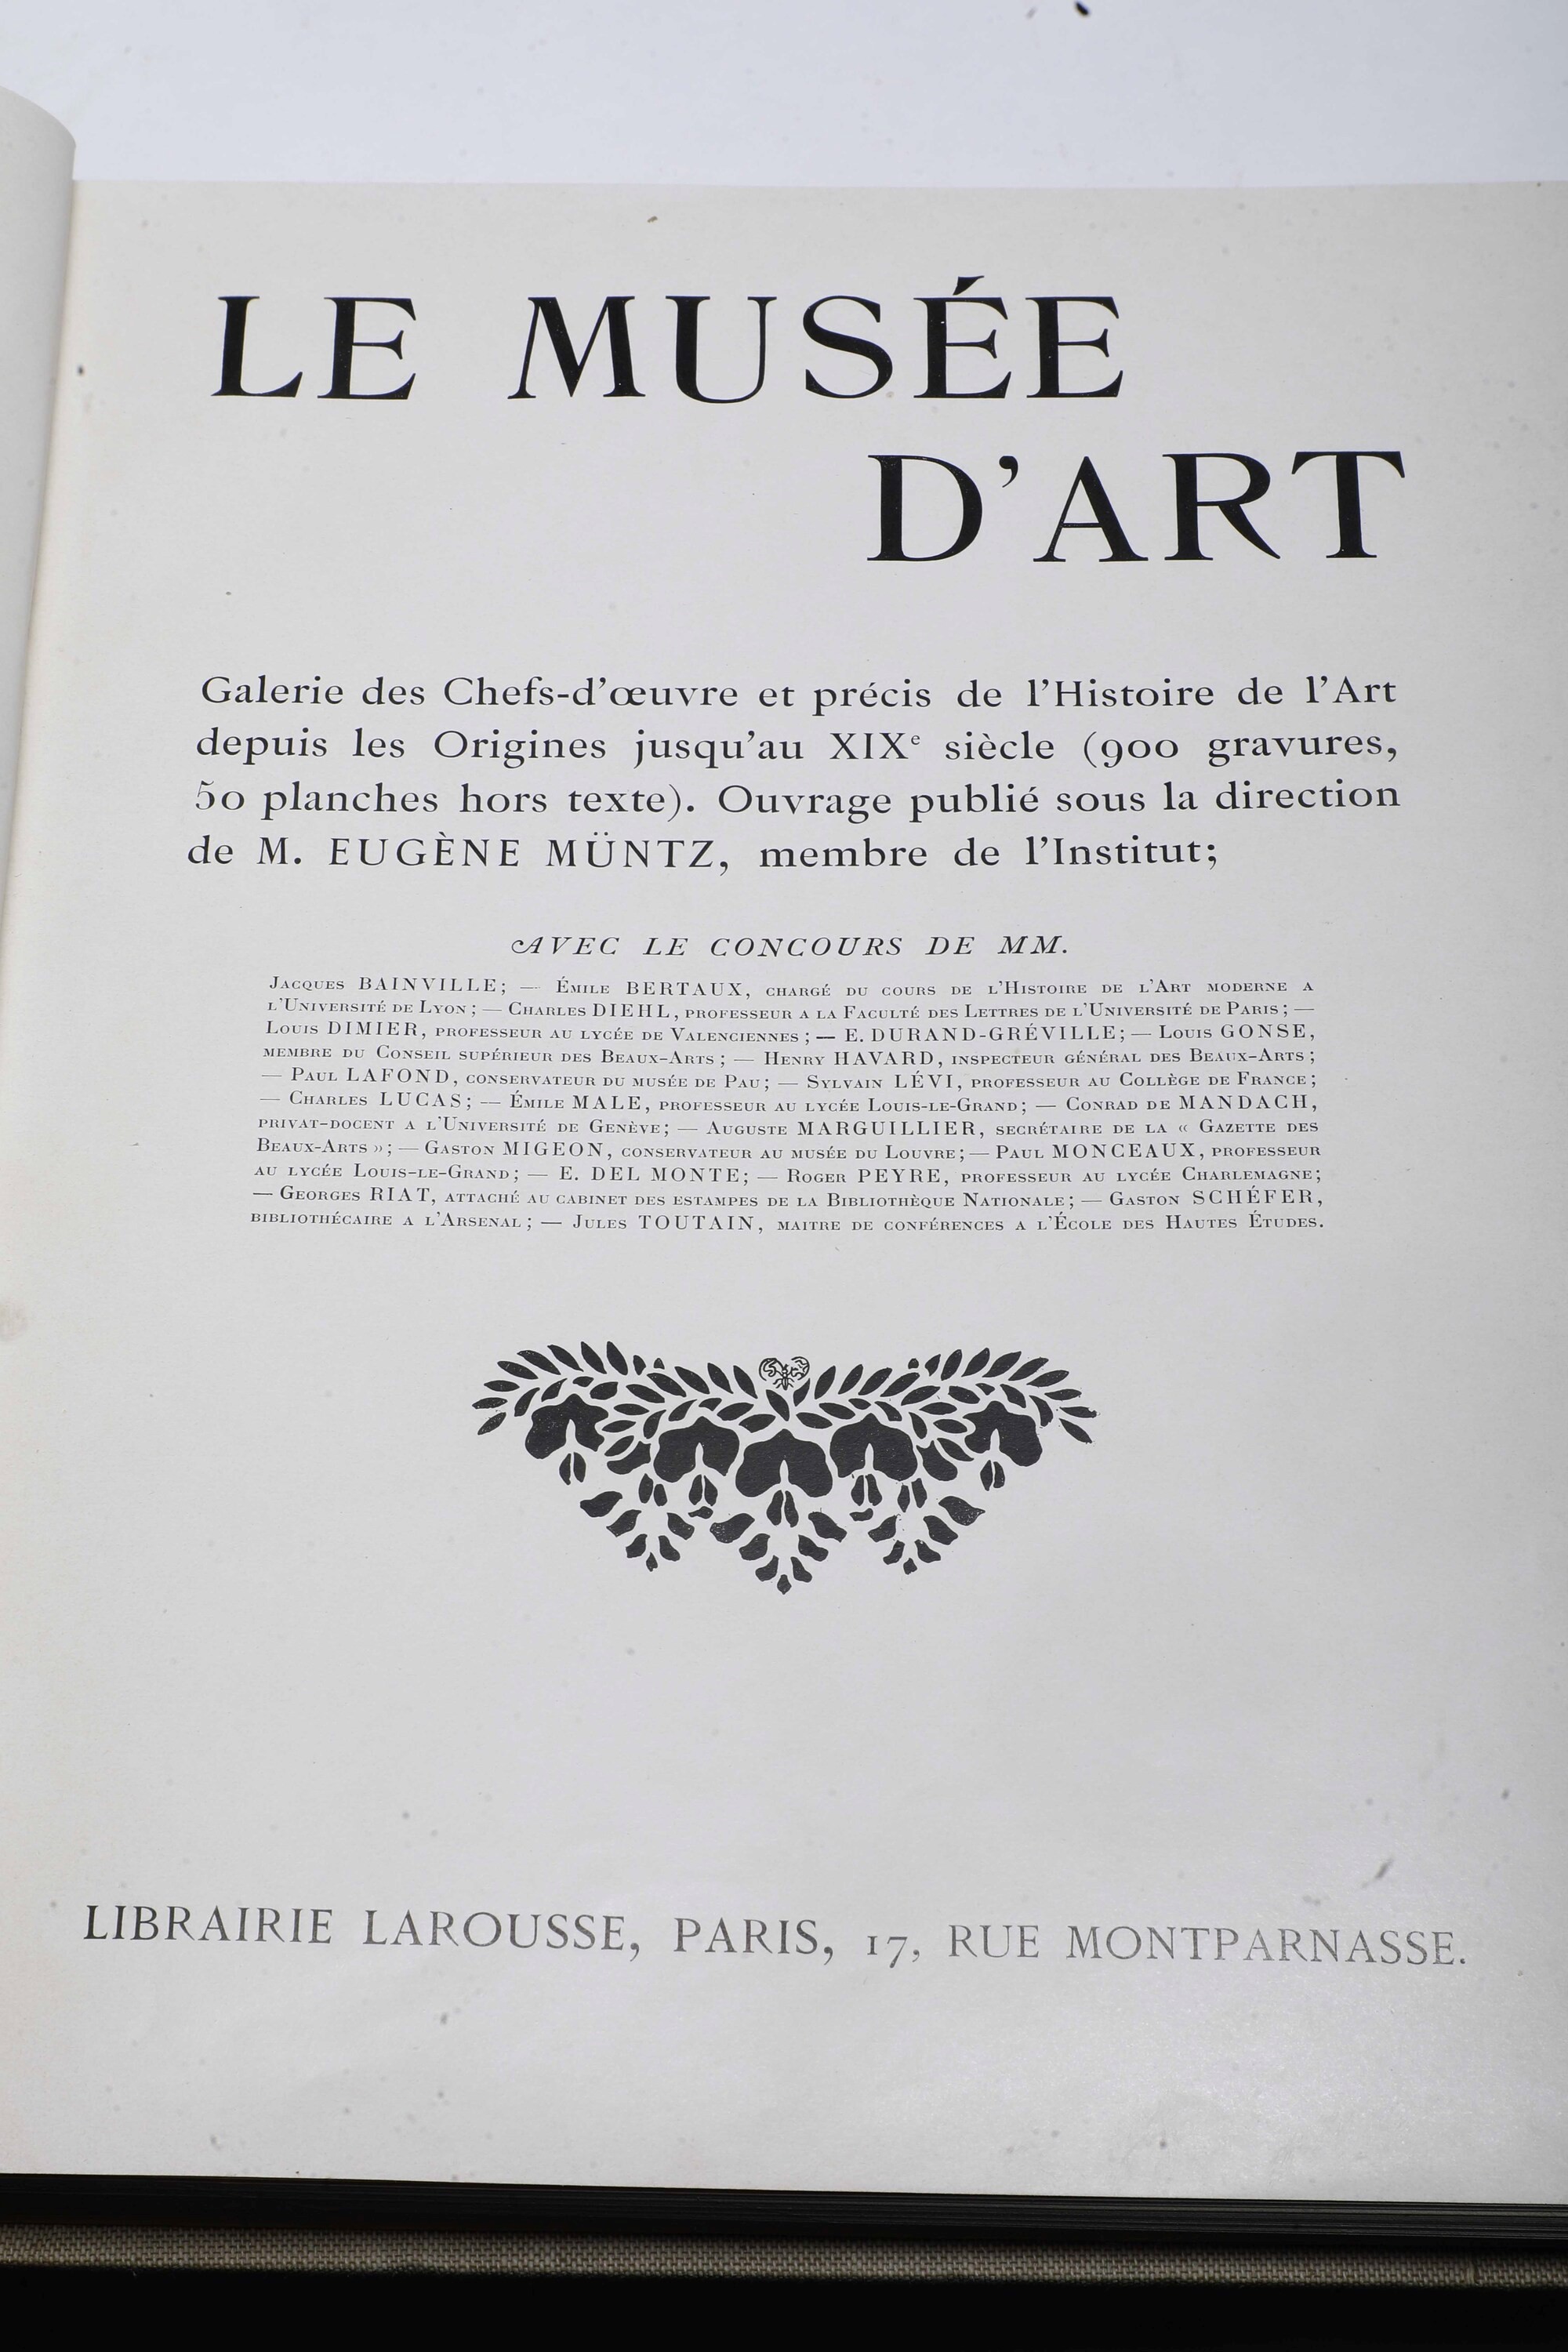 LE MUSÉE
D'ART
Galerie des Chefs-d'œuvre et précis de l'Histoire de l'Art
depuis les Origines jusqu'au XIXe siècle (900 gravures,
50 planches hors texte). Ouvrage publié sous la direction
de M. EUGÈNE MÜNTZ, membre de l'Institut;
AVEC LE CONCOURS DE MM.
Jacques BAINVILLE; — Émile BERTAUX, chargé du cours de l'Histoire de l'Art moderne a
l'Université de Lyon; — Charles DIEHL, professeur a la Faculté des Lettres de l'Université de Paris; —
Louis DIMIER, professeur au lycée de Valenciennes; — E. DURAND-GRÉVILLE; — Louis GONSE,
membre du Conseil supérieur des Beaux-Arts; — Henry HAVARD, inspecteur général des Beaux-Arts;
— Paul LAFOND, conservateur du musée de Pau; — Sylvain LÉVI, professeur au Collège de France;
— Charles LUCAS; — Émile MALE, professeur au lycée Louis-le-Grand; — Conrad de MANDACH,
privat-docent a l'Université de Genève; — Auguste MARGUILLIER, secrétaire de la « Gazette des
Beaux-Arts »; — Gaston MIGEON, conservateur au musée du Louvre; — Paul MONCEAUX, professeur
au lycée Louis-le-Grand; — E. DEL MONTE; — Roger PEYRE, professeur au lycée Charlemagne;
— Georges RIAT, attaché au cabinet des estampes de la Bibliothèque Nationale; — Gaston SCHÉFER,
bibliothécaire a l'Arsenal; — Jules TOUTAIN, maitre de conférences a l'École des Hautes Études.
LIBRAIRIE LAROUSSE, PARIS, 17, RUE MONTPARNASSE.